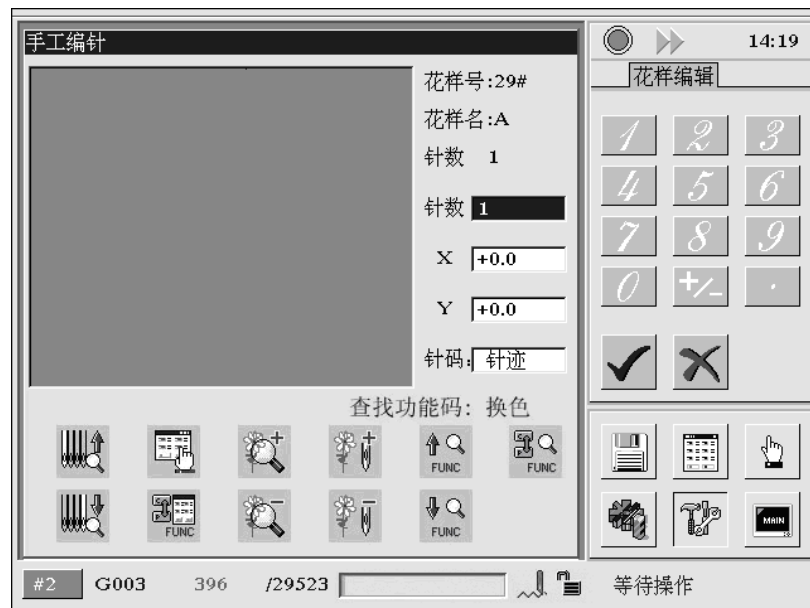 手工编针
14:19
花样编辑
花样号:29#
花样名:A
针数 1
针数 1
X +0.0
Y +0.0
针码: 针迹
查找功能码: 换色
1 2 3
4 5 6
7 8 9
0 +/- .
FUNC FUNC
FUNC FUNC
MAIN
#2 G003 396 /29523 等待操作